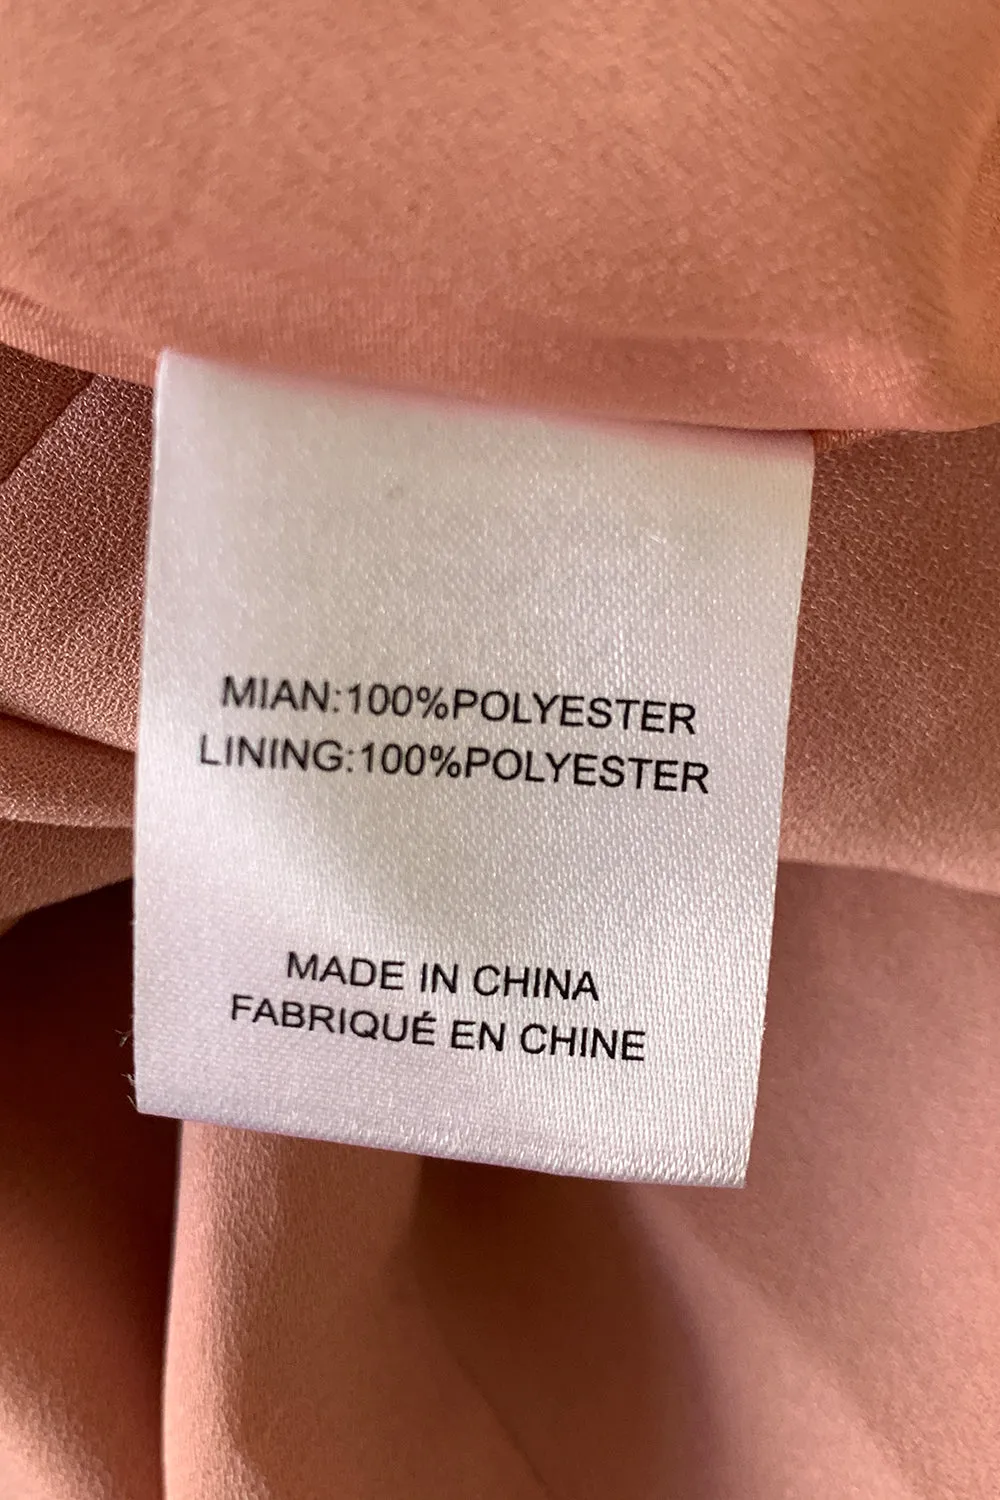 MIAN:100%POLYESTER
LINING:100%POLYESTER
MADE IN CHINA
FABRIQUÉ EN CHINE